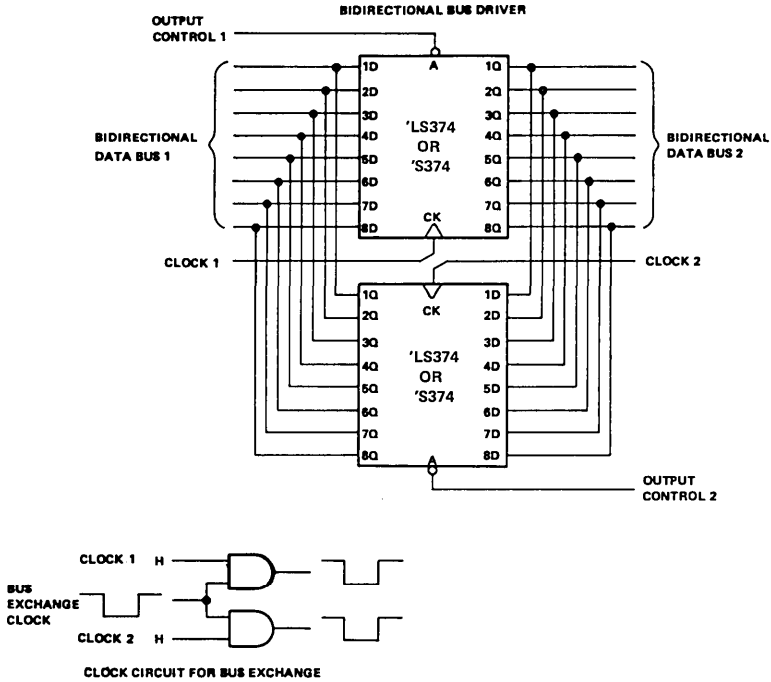 BIDIRECTIONAL BUS DRIVER
OUTPUT
CONTROL 1
1D A 1Q
2D 2Q
3D 3Q
4D 'LS374 4Q
OR
5D 'S374 5Q
6D 6Q
7D 7Q
8D CK 8Q
BIDIRECTIONAL
DATA BUS 1
BIDIRECTIONAL
DATA BUS 2
CLOCK 1
CLOCK 2
1Q CK 1D
2Q 2D
3Q 3D
4Q 'LS374 4D
OR
5Q 'S374 5D
6Q 6D
7Q 7D
8Q A 8D
OUTPUT
CONTROL 2
CLOCK 1 H
BUS
EXCHANGE
CLOCK
CLOCK 2 H
CLOCK CIRCUIT FOR BUS EXCHANGE